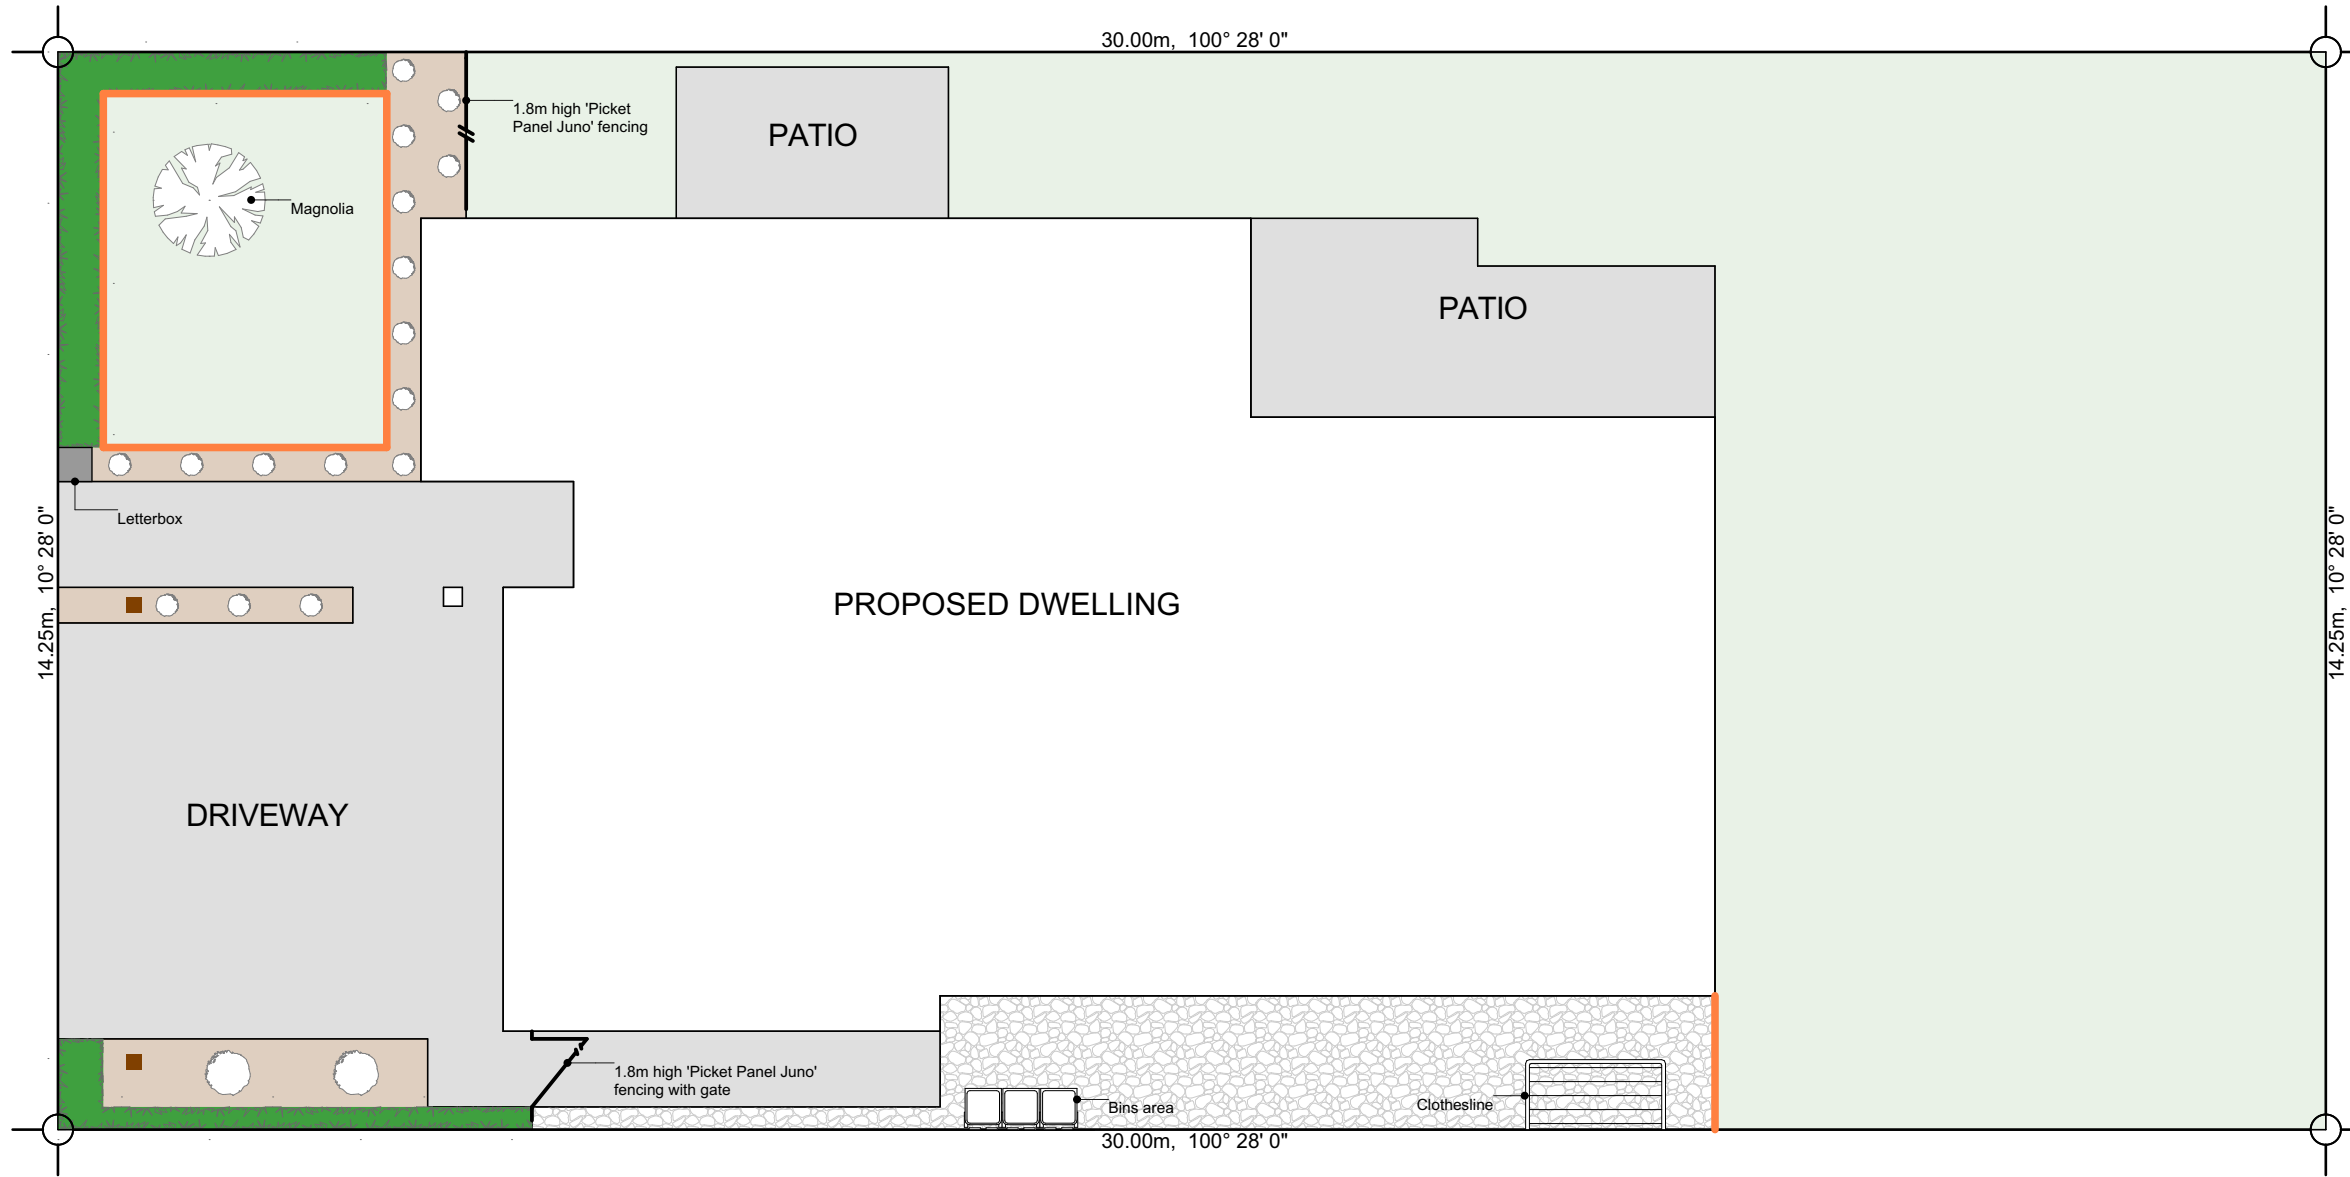 30.00m, 100° 28' 0"
1.8m high 'Picket
Panel Juno' fencing
PATIO
Magnolia
PATIO
Letterbox
14.25m, 10° 28' 0"
14.25m, 10° 28' 0"
PROPOSED DWELLING
DRIVEWAY
1.8m high 'Picket Panel Juno'
fencing with gate
Bins area
Clothesline
30.00m, 100° 28' 0"